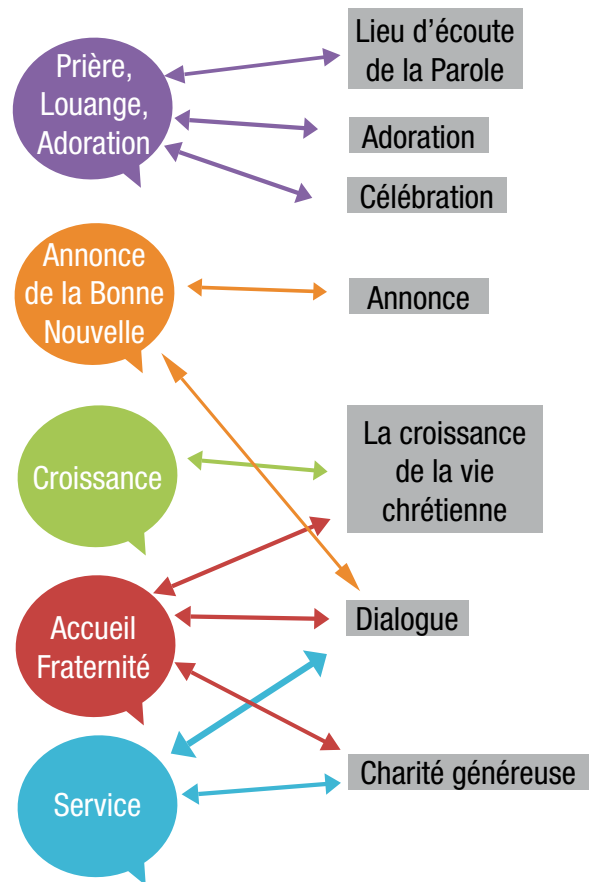 Prière,
Louange,
Adoration
Lieu d’écoute
de la Parole
Adoration
Célébration
Annonce
de la Bonne
Nouvelle
Annonce
Croissance
La croissance
de la vie
chrétienne
Accueil
Fraternité
Dialogue
Service
Charité généreuse